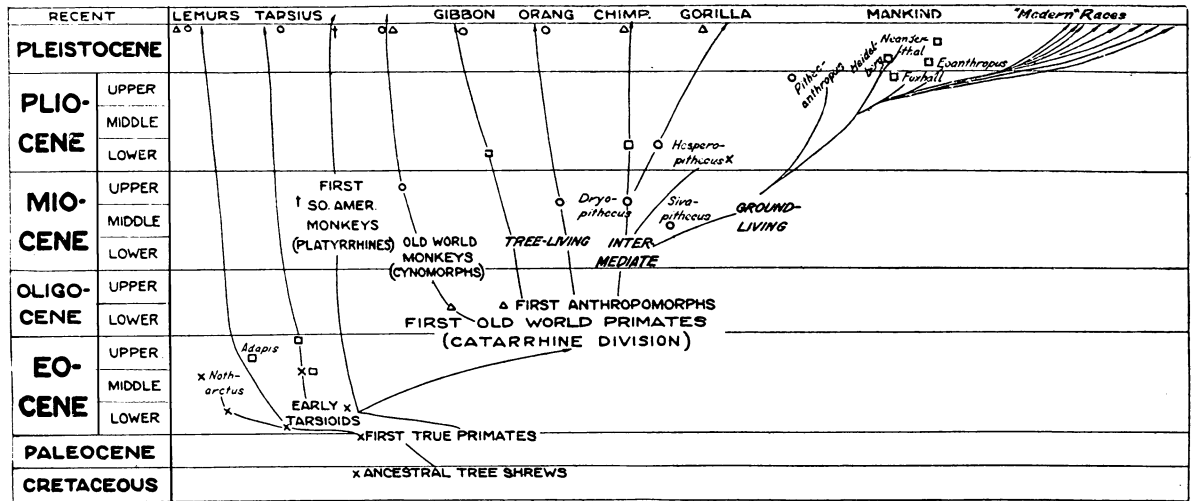 RECENT
LEMURS TARSIUS GIBBON ORANG CHIMP. GORILLA MANKIND "Modern" Races
PLEISTOCENE
Neander-
thal
Heidel-
berg
Eoanthropus
Foxhall
Pithec-
anthropus
PLIO-
CENE
UPPER
MIDDLE
LOWER
Hespero-
pithecus
MIO-
CENE
UPPER
MIDDLE
LOWER
FIRST
SO. AMER.
MONKEYS
(PLATYRRHINES)
OLD WORLD
MONKEYS
(CYNOMORPHS)
TREE-LIVING
Dryo-
pithecus
INTER
MEDIATE
Siva-
pithecus
GROUND-
LIVING
OLIGO-
CENE
UPPER
LOWER
FIRST ANTHROPOMORPHS
FIRST OLD WORLD PRIMATES
(CATARRHINE DIVISION)
EO-
CENE
UPPER
MIDDLE
LOWER
Adapis
Noth-
arctus
EARLY
TARSIOIDS
FIRST TRUE PRIMATES
PALEOCENE
ANCESTRAL TREE SHREWS
CRETACEOUS